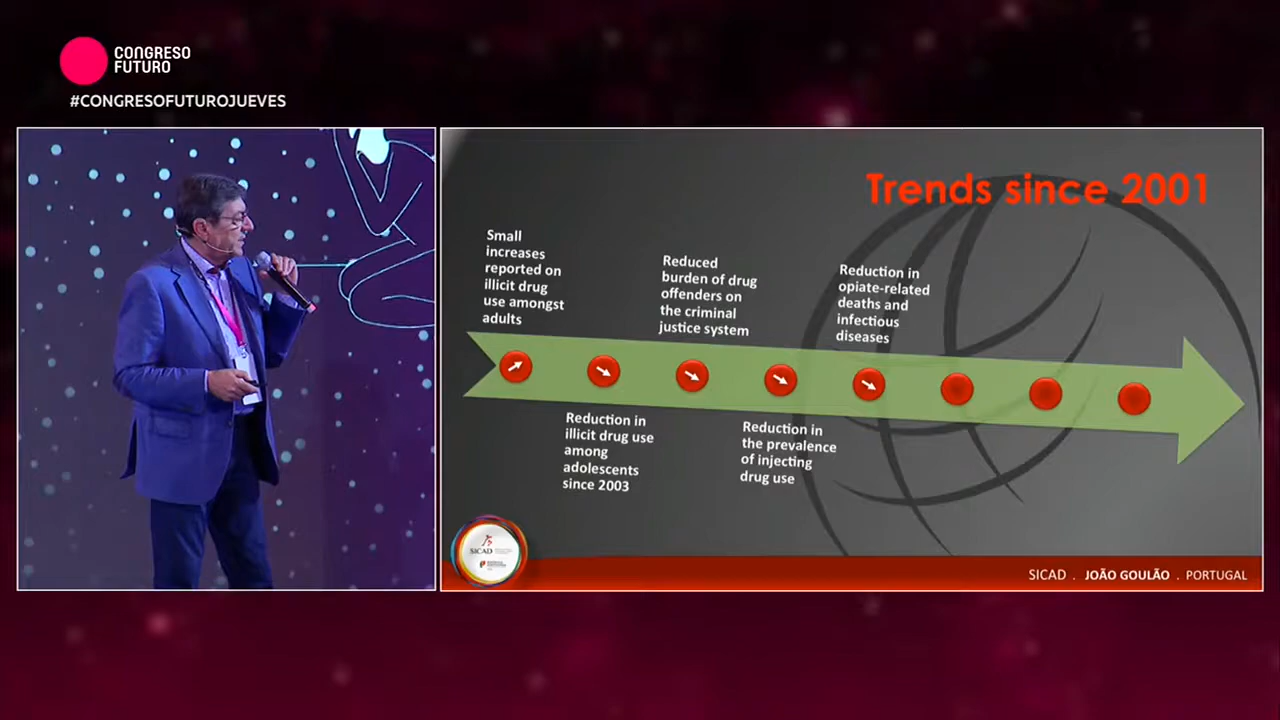 CONGRESO
FUTURO
#CONGRESOFUTUROJUEVES
Trends since 2001
Small
increases
reported on
illicit drug
use amongst
adults
Reduced
burden of drug
offenders on
the criminal
justice system
Reduction in
opiate-related
deaths and
infectious
diseases
Reduction in
illicit drug use
among
adolescents
since 2003
Reduction in
the prevalence
of injecting
drug use
SICAD
SICAD . JOÃO GOULÃO . PORTUGAL